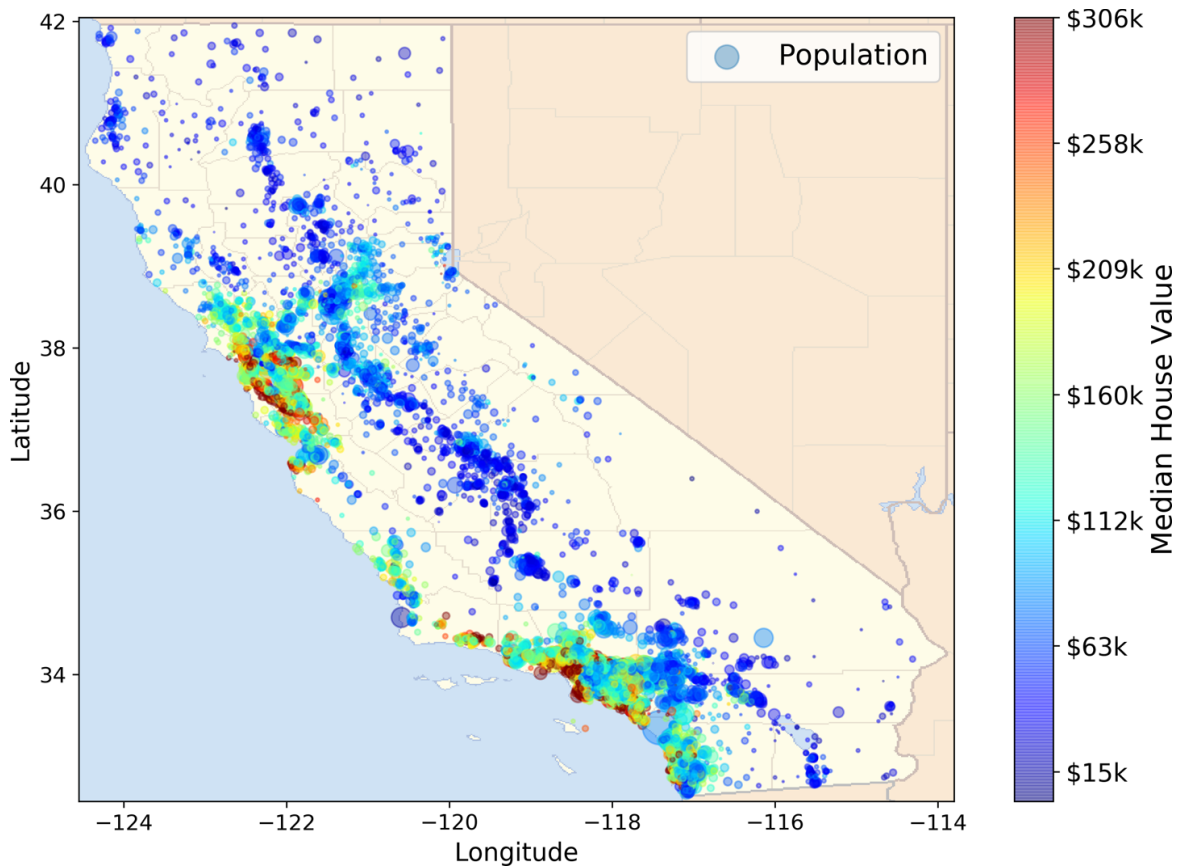 Population
42
40
38
36
34
Latitude
−124
−122
−120
−118
−116
−114
Longitude
$306k
$258k
$209k
$160k
$112k
$63k
$15k
Median House Value